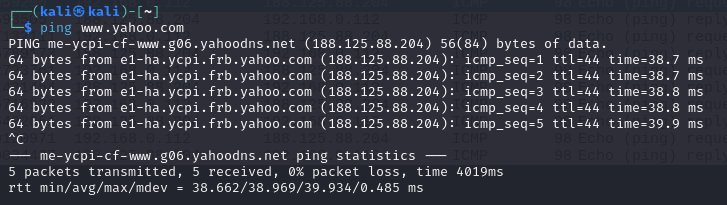 ┌──(kali㉿kali)-[~]
└─$ ping www.yahoo.com
PING me-ycpi-cf-www.g06.yahoodns.net (188.125.88.204) 56(84) bytes of data.
64 bytes from e1-ha.ycpi.frb.yahoo.com (188.125.88.204): icmp_seq=1 ttl=44 time=38.7 ms
64 bytes from e1-ha.ycpi.frb.yahoo.com (188.125.88.204): icmp_seq=2 ttl=44 time=38.7 ms
64 bytes from e1-ha.ycpi.frb.yahoo.com (188.125.88.204): icmp_seq=3 ttl=44 time=38.8 ms
64 bytes from e1-ha.ycpi.frb.yahoo.com (188.125.88.204): icmp_seq=4 ttl=44 time=38.8 ms
64 bytes from e1-ha.ycpi.frb.yahoo.com (188.125.88.204): icmp_seq=5 ttl=44 time=39.9 ms
^C
--- me-ycpi-cf-www.g06.yahoodns.net ping statistics ---
5 packets transmitted, 5 received, 0% packet loss, time 4019ms
rtt min/avg/max/mdev = 38.662/38.969/39.934/0.485 ms